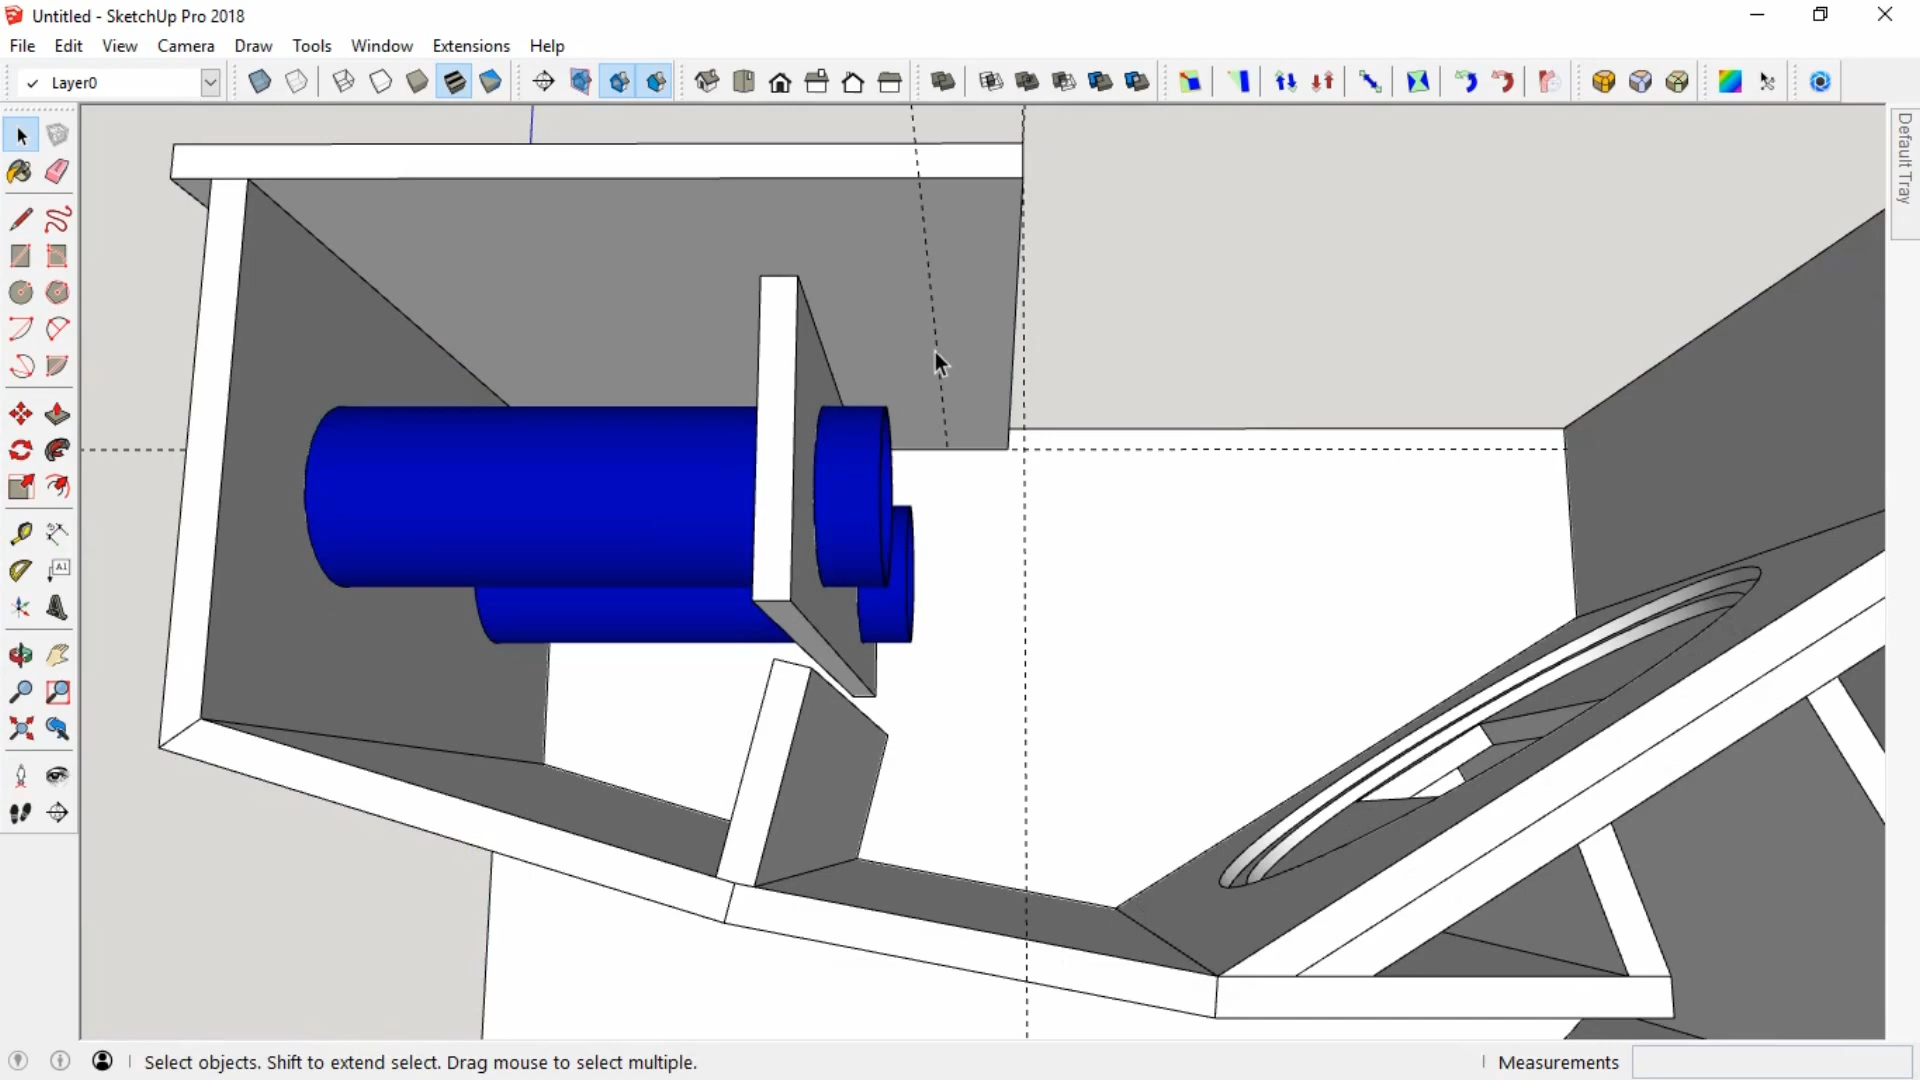 Untitled - SketchUp Pro 2018
File Edit View Camera Draw Tools Window Extensions Help
Layer0
Default Tray
A1
Select objects. Shift to extend select. Drag mouse to select multiple.
Measurements